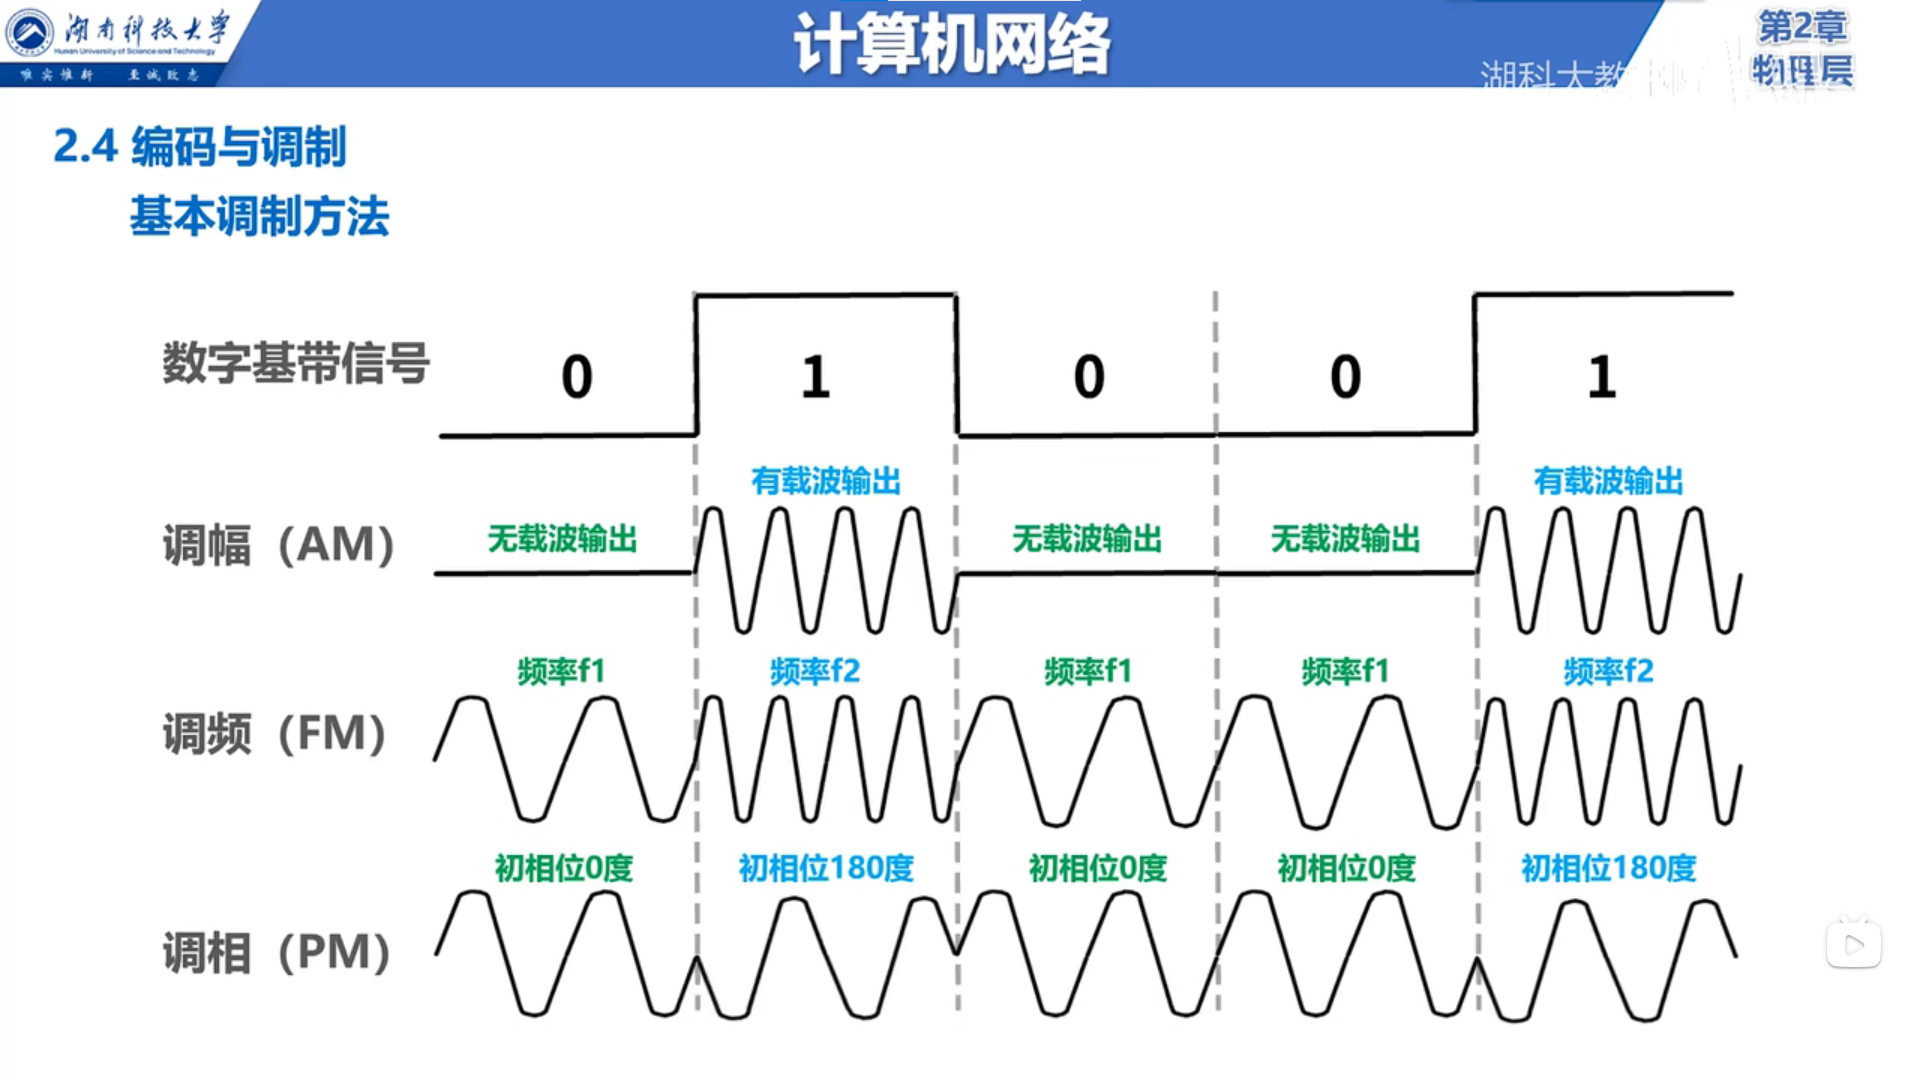 湖南科技大学
Hunan University of Science and Technology
唯实惟新 至诚致志
计算机网络
第2章
物理层
湖科大教
2.4 编码与调制
基本调制方法
数字基带信号
0 1 0 0 1
有载波输出 有载波输出
调幅（AM）
无载波输出 无载波输出 无载波输出
频率f1 频率f2 频率f1 频率f1 频率f2
调频（FM）
初相位0度 初相位180度 初相位0度 初相位0度 初相位180度
调相（PM）